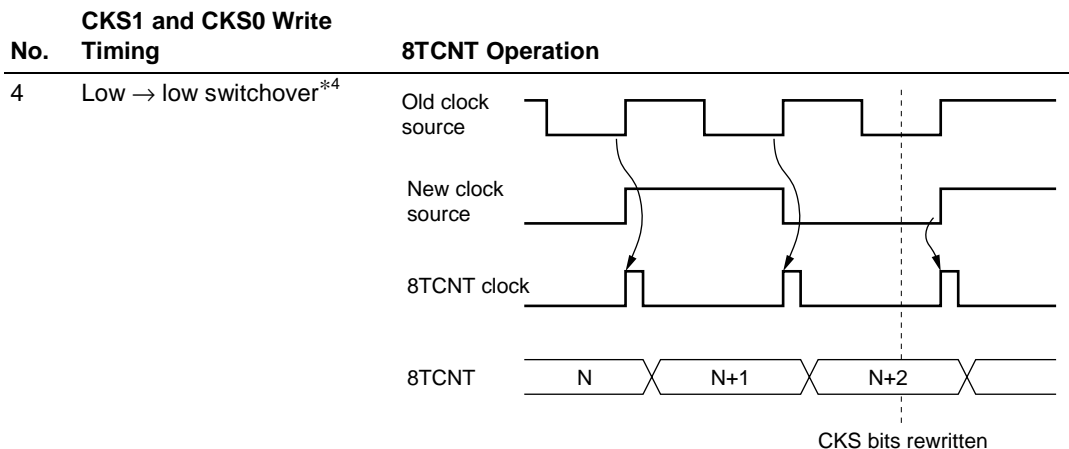 No.
CKS1 and CKS0 Write
Timing
8TCNT Operation
4
Low → low switchover*4
Old clock
source
New clock
source
8TCNT clock
8TCNT
N
N+1
N+2
CKS bits rewritten